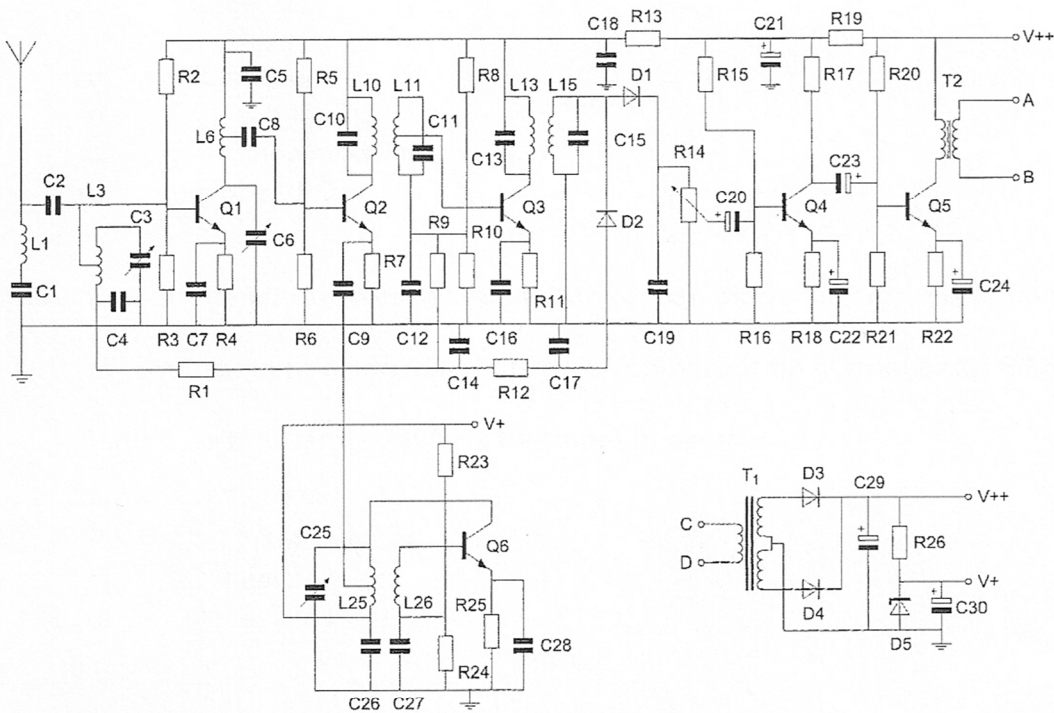 C18 R13 C21 R19 V++
R2 C5 R5 L10 L11 R8 L13 L15 D1 R15 R17 R20 T2
A
C8 C10 C11 C13 C15
L6
C2 L3 R14 C23 B
C3 Q1 Q2 Q3 C20 Q4 Q5
L1 C6 R9 R10 D2
R7
C1 R11 C24
C4 R3 C7 R4 R6 C9 C12 C16 C19 R16 R18 C22 R21 R22
C14 C17
R1 R12
V+
R23
T1 D3 C29
V++
C25 Q6 C
R26
D
V+
L25 L26 R25 D4 C30
C28 D5
R24
C26 C27